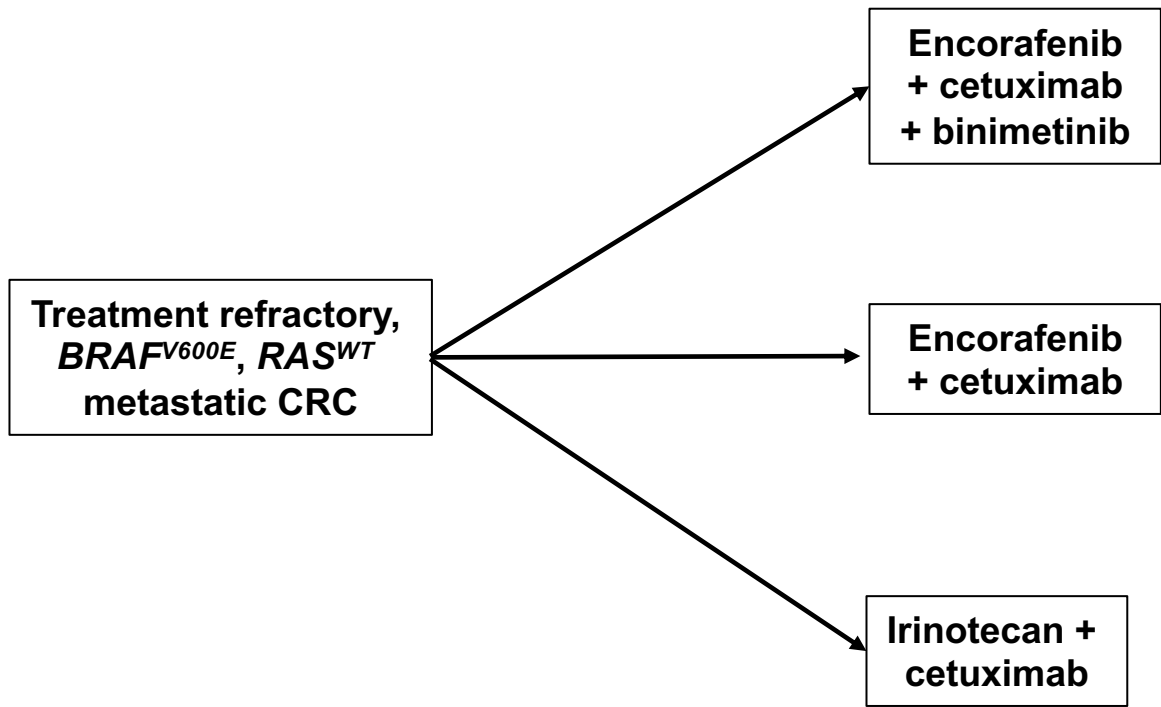 Encorafenib
+ cetuximab
+ binimetinib
Treatment refractory,
BRAFV600E, RASWT
metastatic CRC
Encorafenib
+ cetuximab
Irinotecan +
cetuximab